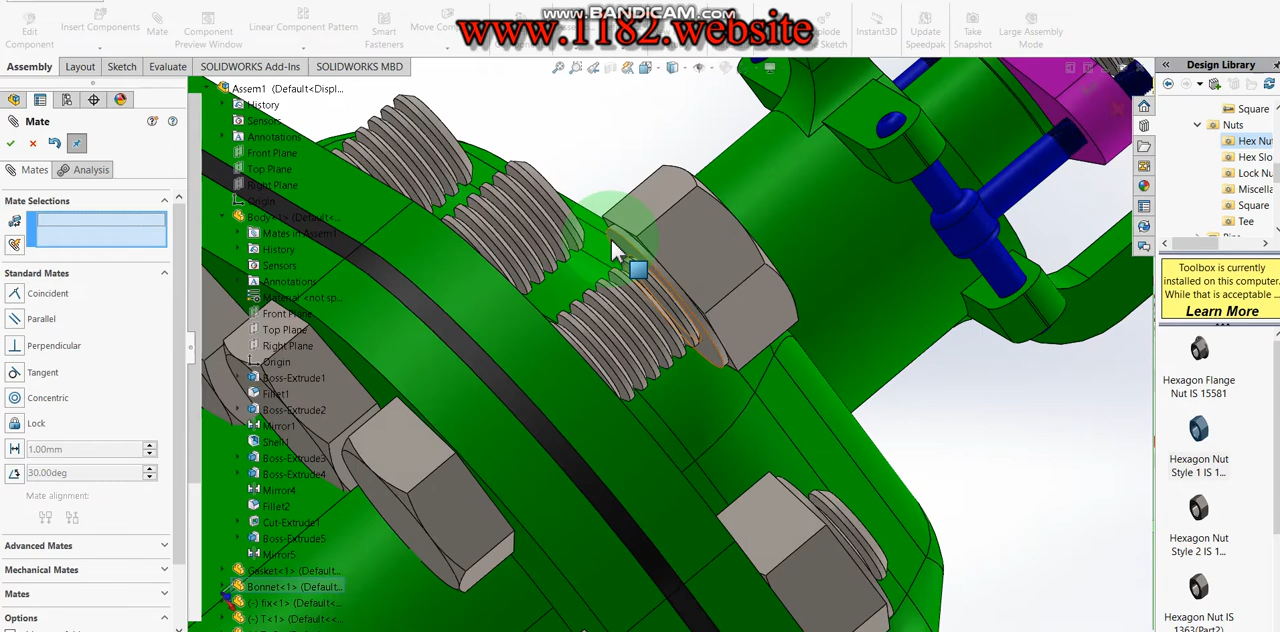 www.BANDICAM.com
www.1182.website
Edit Component
Insert Components
Mate
Component Preview Window
Linear Component Pattern
Smart Fasteners
Move Co
Instant3D
Update Speedpak
Take Snapshot
Large Assembly Mode
Assembly
Layout
Sketch
Evaluate
SOLIDWORKS Add-Ins
SOLIDWORKS MBD
Mate
Mates
Analysis
Mate Selections
Standard Mates
Coincident
Parallel
Perpendicular
Tangent
Concentric
Lock
1.00mm
30.00deg
Mate alignment:
Advanced Mates
Mechanical Mates
Mates
Options
Assem1 (Default<Displ...
History
Sensors
Annotations
Front Plane
Top Plane
Right Plane
Origin
Body<1> (Default<...
Mates in Assem1
History
Sensors
Annotations
Material <not sp...
Front Plane
Top Plane
Right Plane
Origin
Boss-Extrude1
Fillet1
Boss-Extrude2
Mirror1
Shell1
Boss-Extrude3
Boss-Extrude4
Mirror4
Fillet2
Cut-Extrude1
Boss-Extrude5
Mirror5
Gasket<1> (Default...
Bonnet<1> (Default...
(-) fix<1> (Default<...
(-) T<1> (Default<<...
Design Library
Square
Nuts
Hex Nu
Hex Slo
Lock Nu
Miscella
Square
Tee
Toolbox is currently
installed on this computer.
While that is acceptable ...
Learn More
Hexagon Flange
Nut IS 15581
Hexagon Nut
Style 1 IS 1...
Hexagon Nut
Style 2 IS 1...
Hexagon Nut IS
1363(Part2)